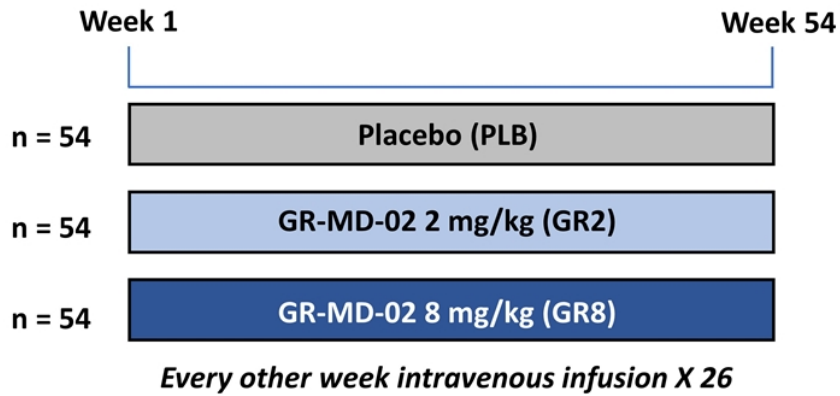 Week 1 Week 54
n = 54 Placebo (PLB)
n = 54 GR-MD-02 2 mg/kg (GR2)
n = 54 GR-MD-02 8 mg/kg (GR8)
Every other week intravenous infusion X 26